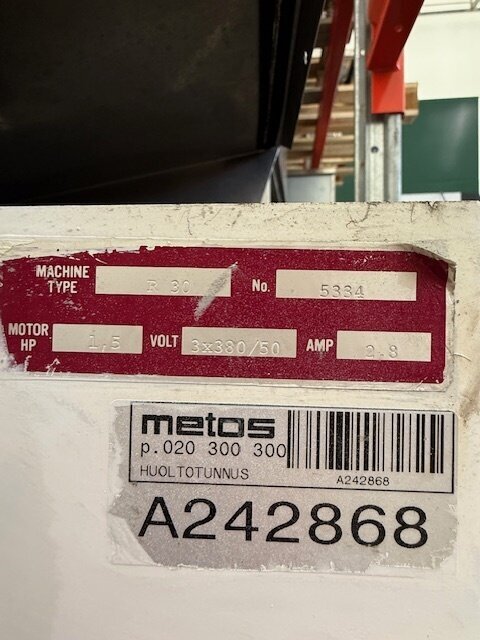 MACHINE TYPE R 30 No. 5334
MOTOR HP 1,5 VOLT 3x380/50 AMP 2.8
metos
p.020 300 300
HUOLTOTUNNUS
A242868
A242868